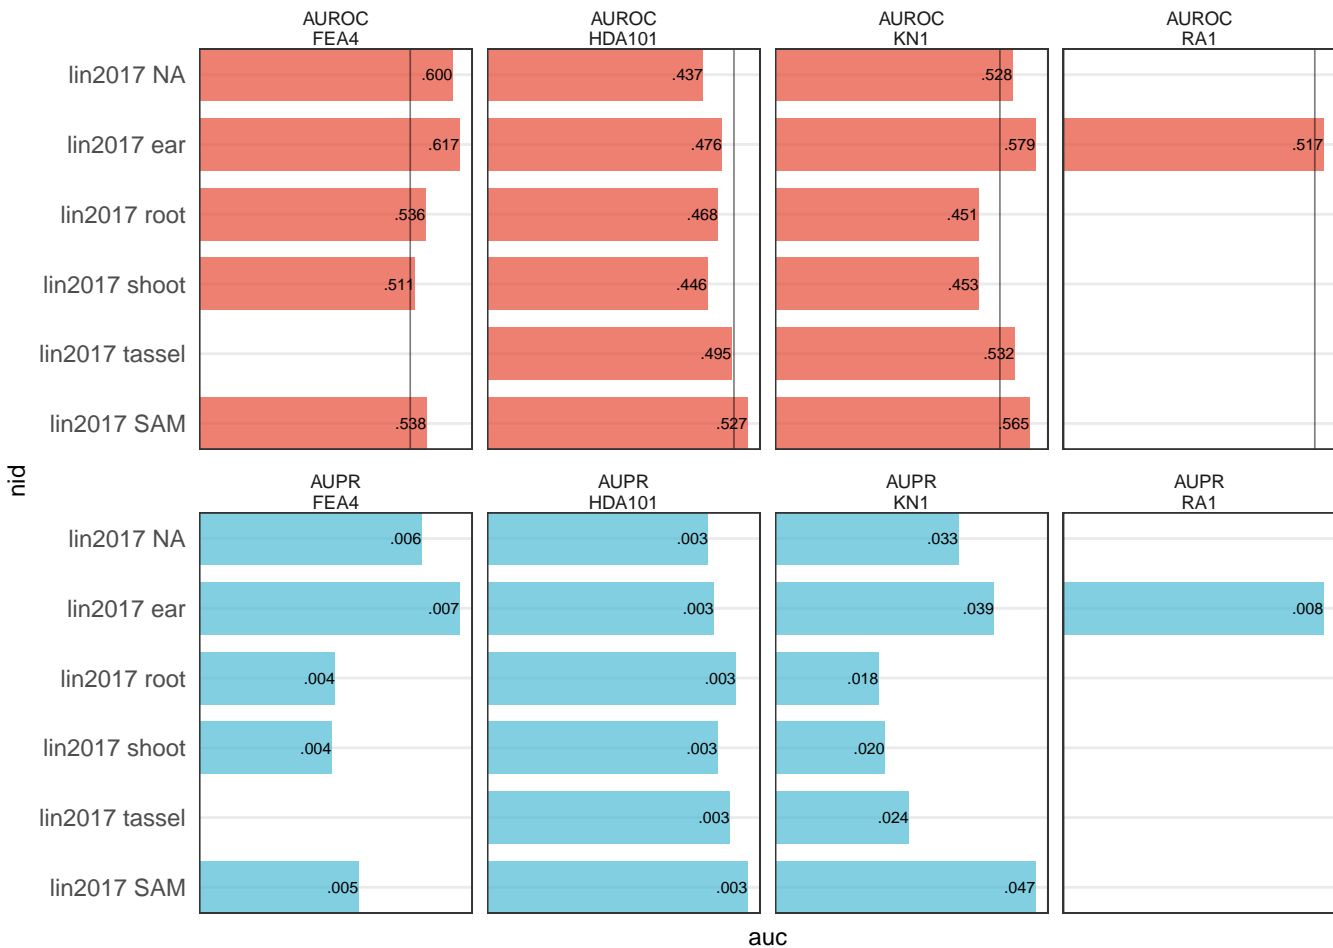 AUROC AUROC AUROC AUROC
FEA4 HDA101 KN1 RA1
lin2017 NA .600 .437 .528
lin2017 ear .617 .476 .579 .517
lin2017 root .536 .468 .451
lin2017 shoot .511 .446 .453
lin2017 tassel .495 .532
lin2017 SAM .538 .527 .565
nid
AUPR AUPR AUPR AUPR
FEA4 HDA101 KN1 RA1
lin2017 NA .006 .003 .033
lin2017 ear .007 .003 .039 .008
lin2017 root .004 .003 .018
lin2017 shoot .004 .003 .020
lin2017 tassel .003 .024
lin2017 SAM .005 .003 .047
auc